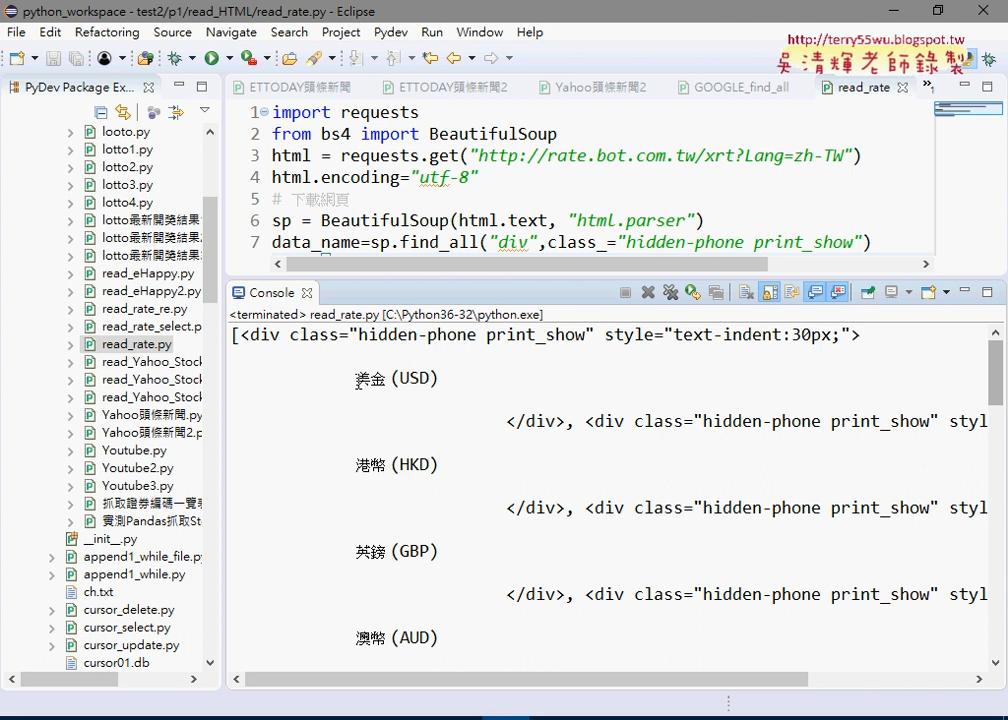 python_workspace - test2/p1/read_HTML/read_rate.py - Eclipse
File Edit Refactoring Source Navigate Search Project Pydev Run Window Help
http://terry55wu.blogspot.tw
吳清輝老師錄製
PyDev Package Ex...
ETTODAY頭條新聞 ETTODAY頭條新聞2 Yahoo頭條新聞2 GOOGLE_find_all read_rate »1
looto.py
lotto1.py
lotto2.py
lotto3.py
lotto4.py
lotto最新開獎結果
lotto最新開獎結果
lotto最新開獎結果
read_eHappy.py
read_eHappy2.py
read_rate_re.py
read_rate_select.p
read_rate.py
read_Yahoo_Stock
read_Yahoo_Stock
read_Yahoo_Stock
Yahoo頭條新聞.py
Yahoo頭條新聞2.p
Youtube.py
Youtube2.py
Youtube3.py
抓取證券編碼一覽表
實測Pandas抓取Sto
__init__.py
append1_while_file.py
append1_while.py
ch.txt
cursor_delete.py
cursor_select.py
cursor_update.py
cursor01.db
1 import requests
2 from bs4 import BeautifulSoup
3 html = requests.get("http://rate.bot.com.tw/xrt?Lang=zh-TW")
4 html.encoding="utf-8"
5 # 下載網頁
6 sp = BeautifulSoup(html.text, "html.parser")
7 data_name=sp.find_all("div",class_="hidden-phone print_show")
Console
<terminated> read_rate.py [C:\Python36-32\python.exe]
[<div class="hidden-phone print_show" style="text-indent:30px;">
美金 (USD)
</div>, <div class="hidden-phone print_show" styl
港幣 (HKD)
</div>, <div class="hidden-phone print_show" styl
英鎊 (GBP)
</div>, <div class="hidden-phone print_show" styl
澳幣 (AUD)